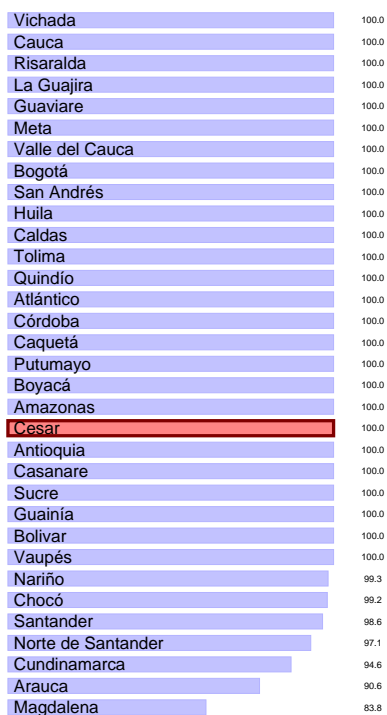 Vichada 100.0
Cauca 100.0
Risaralda 100.0
La Guajira 100.0
Guaviare 100.0
Meta 100.0
Valle del Cauca 100.0
Bogotá 100.0
San Andrés 100.0
Huila 100.0
Caldas 100.0
Tolima 100.0
Quindío 100.0
Atlántico 100.0
Córdoba 100.0
Caquetá 100.0
Putumayo 100.0
Boyacá 100.0
Amazonas 100.0
Cesar 100.0
Antioquia 100.0
Casanare 100.0
Sucre 100.0
Guainía 100.0
Bolivar 100.0
Vaupés 100.0
Nariño 99.3
Chocó 99.2
Santander 98.6
Norte de Santander 97.1
Cundinamarca 94.6
Arauca 90.6
Magdalena 83.8